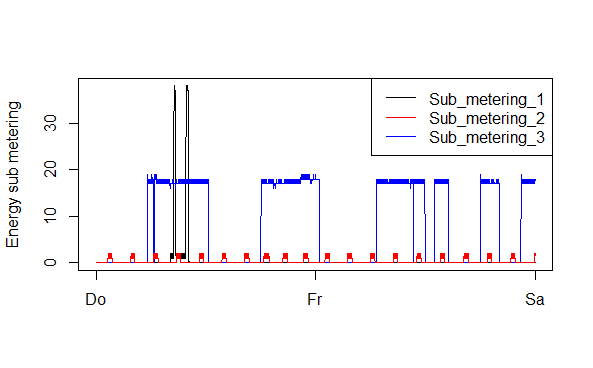 Energy sub metering
30
20
10
0
Sub_metering_1
Sub_metering_2
Sub_metering_3
Do Fr Sa